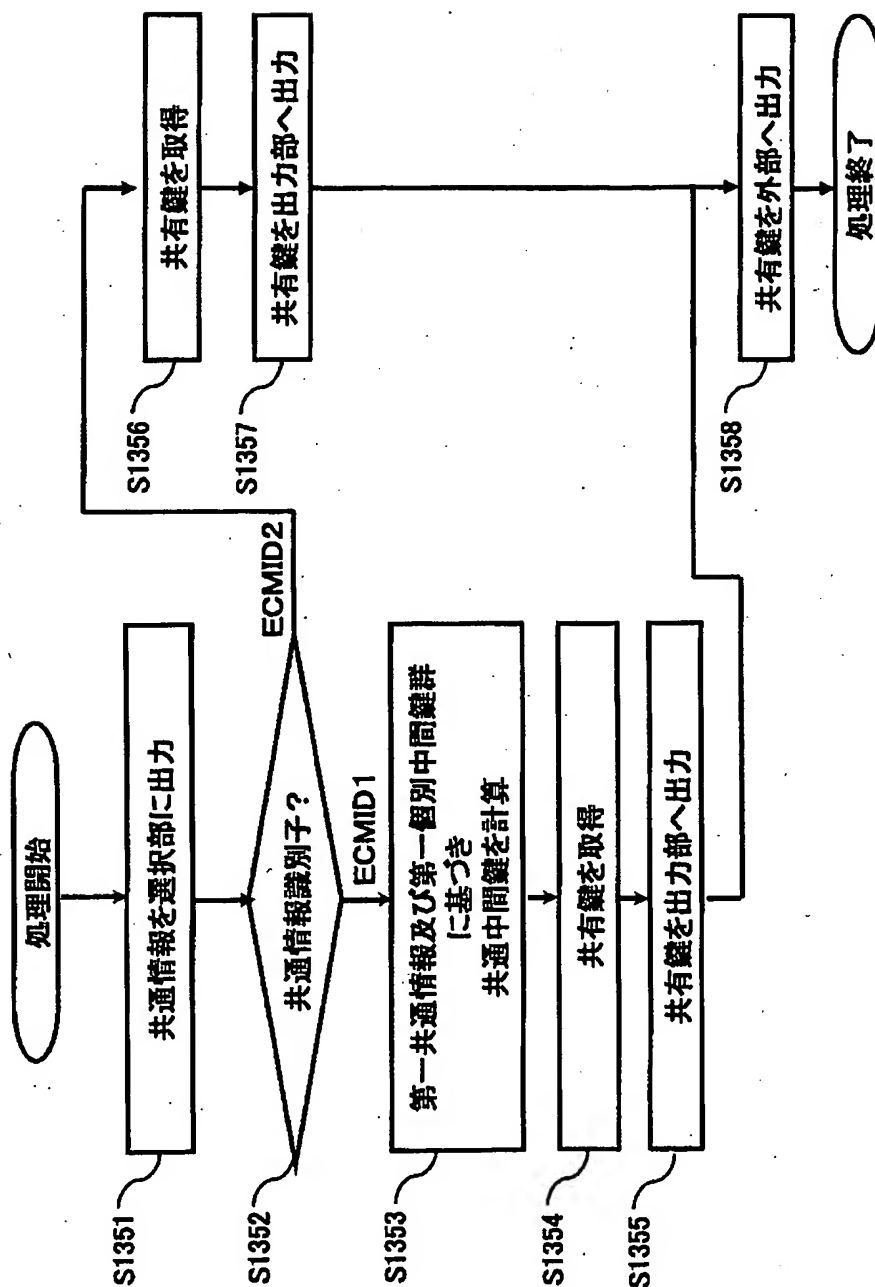 処理開始
S1351
共通情報を選択部に出力
S1352
共通情報識別子?
ECMID2
ECMID1
S1353
第一共通情報及び第一個別中間鍵群
に基づき
共通中間鍵を計算
S1354
共有鍵を取得
S1355
共有鍵を出力部へ出力
S1356
共有鍵を取得
S1357
共有鍵を出力部へ出力
S1358
共有鍵を外部へ出力
処理終了